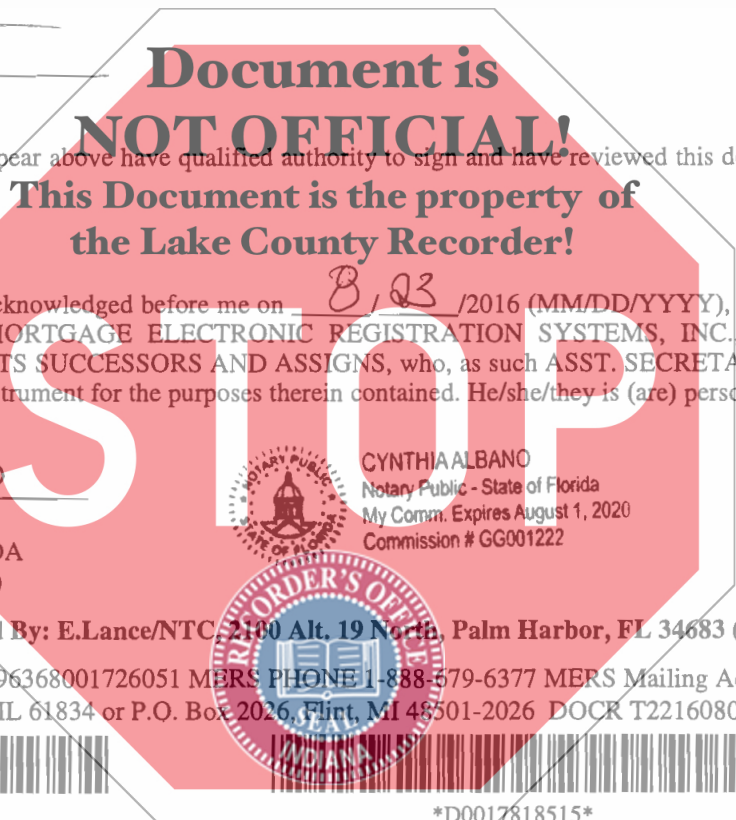 Document is
NOT OFFICIAL!
pear above have qualified authority to sign and have reviewed this d
This Document is the property of
the Lake County Recorder!
cknowledged before me on 8/03/2016 (MM/DD/YYYY),
MORTGAGE ELECTRONIC REGISTRATION SYSTEMS, INC.,
TS SUCCESSORS AND ASSIGNS, who, as such ASST. SECRETA
trument for the purposes therein contained. He/she/they is (are) perso
STOP
NOTARY PUBLIC
STATE OF FLORIDA
CYNTHIA ALBANO
Notary Public - State of Florida
My Comm. Expires August 1, 2020
Commission # GG001222
DA
RECORDER'S OFFICE
SEAL
INDIANA
d By: E.Lance/NTC, 2100 Alt. 19 North, Palm Harbor, FL 34683 (
96368001726051 MERS PHONE 1-888-679-6377 MERS Mailing Ad
IL 61834 or P.O. Box 2026, Flint, MI 48501-2026 DOCR T2216080
*D0017818515*